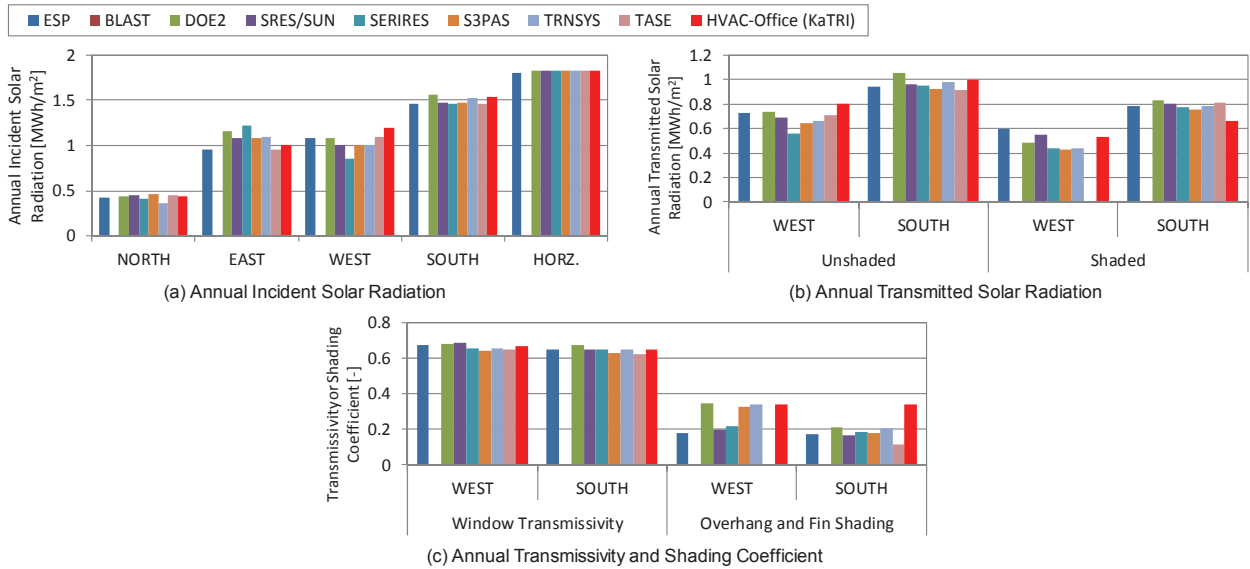 ESP BLAST DOE2 SRES/SUN SERIRES S3PAS TRNSYS TASE HVAC-Office (KaTRI)
Annual Incident Solar
Radiation [MWh/m²]
2
1.5
1
0.5
0
NORTH EAST WEST SOUTH HORZ.
(a) Annual Incident Solar Radiation
Annual Transmitted Solar
Radiation [MWh/m²]
1.2
1
0.8
0.6
0.4
0.2
0
WEST SOUTH WEST SOUTH
Unshaded Shaded
(b) Annual Transmitted Solar Radiation
Transmissivity or Shading
Coefficient [-]
0.8
0.6
0.4
0.2
0
WEST SOUTH WEST SOUTH
Window Transmissivity Overhang and Fin Shading
(c) Annual Transmissivity and Shading Coefficient